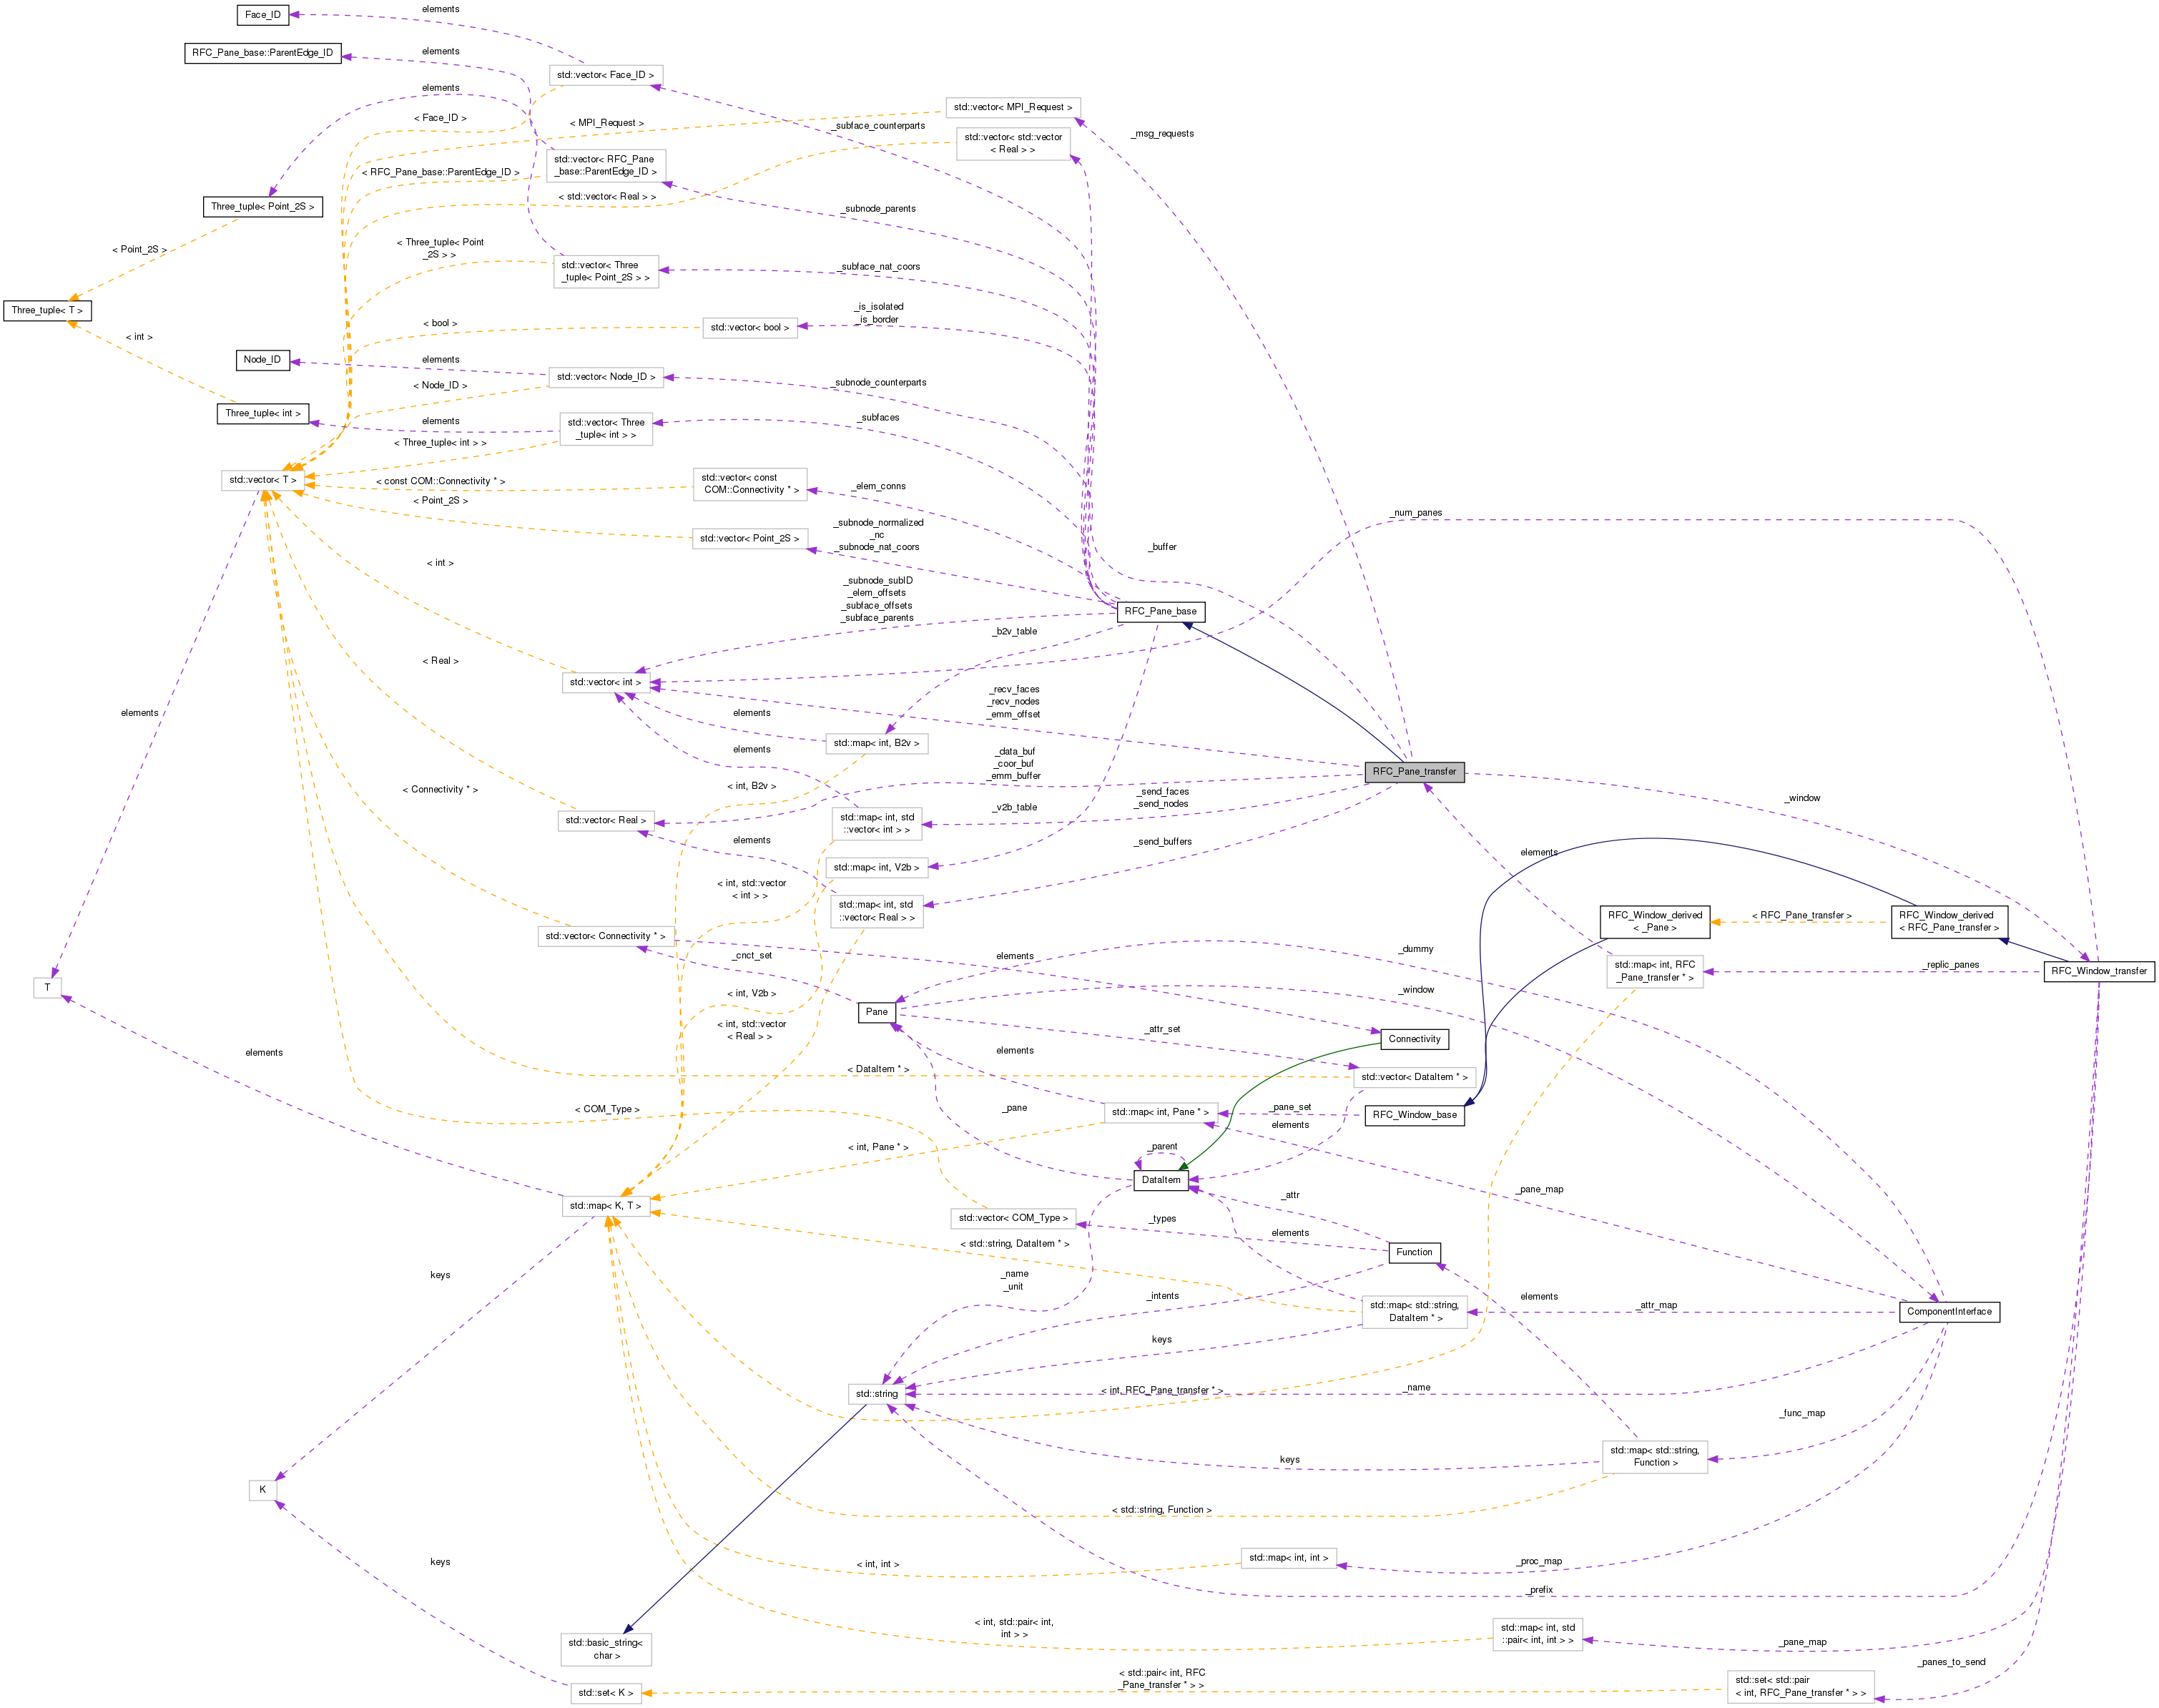 Face_ID
elements
RFC_Pane_base::ParentEdge_ID
elements
std::vector< Face_ID >
elements
std::vector< MPI_Request >
< Face_ID >
< MPI_Request >
_subface_counterparts
_msg_requests
std::vector< std::vector
< Real > >
std::vector< RFC_Pane
_base::ParentEdge_ID >
< RFC_Pane_base::ParentEdge_ID >
< std::vector< Real > >
Three_tuple< Point_2S >
_subnode_parents
< Point_2S >
< Three_tuple< Point
_2S > >
std::vector< Three
_tuple< Point_2S > >
_subface_nat_coors
Three_tuple< T >
_is_isolated
_is_border
< bool >
std::vector< bool >
< int >
Node_ID
elements
std::vector< Node_ID >
_subnode_counterparts
< Node_ID >
Three_tuple< int >
elements
std::vector< Three
_tuple< int > >
_subfaces
< Three_tuple< int > >
std::vector< T >
< const COM::Connectivity * >
std::vector< const
COM::Connectivity * >
_elem_conns
< Point_2S >
std::vector< Point_2S >
_subnode_normalized
_nc
_subnode_nat_coors
_num_panes
_buffer
< int >
_subnode_subID
_elem_offsets
_subface_offsets
_subface_parents
RFC_Pane_base
_b2v_table
< Real >
std::vector< int >
_recv_faces
_recv_nodes
_emm_offset
elements
elements
std::map< int, B2v >
elements
_data_buf
_coor_buf
_emm_buffer
RFC_Pane_transfer
< Connectivity * >
< int, B2v >
_send_faces
_send_nodes
_window
_v2b_table
std::vector< Real >
std::map< int, std
::vector< int > >
elements
_send_buffers
elements
std::map< int, V2b >
< int, std::vector
< int > >
std::map< int, std
::vector< Real > >
RFC_Window_derived
< _Pane >
< RFC_Pane_transfer >
RFC_Window_derived
< RFC_Pane_transfer >
std::vector< Connectivity * >
_cnct_set
elements
_dummy
std::map< int, RFC
_Pane_transfer * >
_replic_panes
RFC_Window_transfer
T
< int, V2b >
_window
Pane
< int, std::vector
< Real > >
_attr_set
Connectivity
elements
elements
< DataItem * >
std::vector< DataItem * >
< COM_Type >
_pane
std::map< int, Pane * >
_pane_set
RFC_Window_base
elements
< int, Pane * >
_parent
DataItem
_pane_map
_attr
std::map< K, T >
std::vector< COM_Type >
_types
< std::string, DataItem * >
elements
Function
keys
_name
_unit
_intents
elements
std::map< std::string,
DataItem * >
_attr_map
ComponentInterface
keys
std::string
< int, RFC_Pane_transfer * >
_name
_func_map
std::map< std::string,
Function >
keys
K
< std::string, Function >
keys
< int, int >
std::map< int, int >
_proc_map
_prefix
std::basic_string<
char >
< int, std::pair< int,
int > >
std::map< int, std
::pair< int, int > >
_pane_map
_panes_to_send
std::set< K >
< std::pair< int, RFC
_Pane_transfer * > >
std::set< std::pair
< int, RFC_Pane_transfer * > >